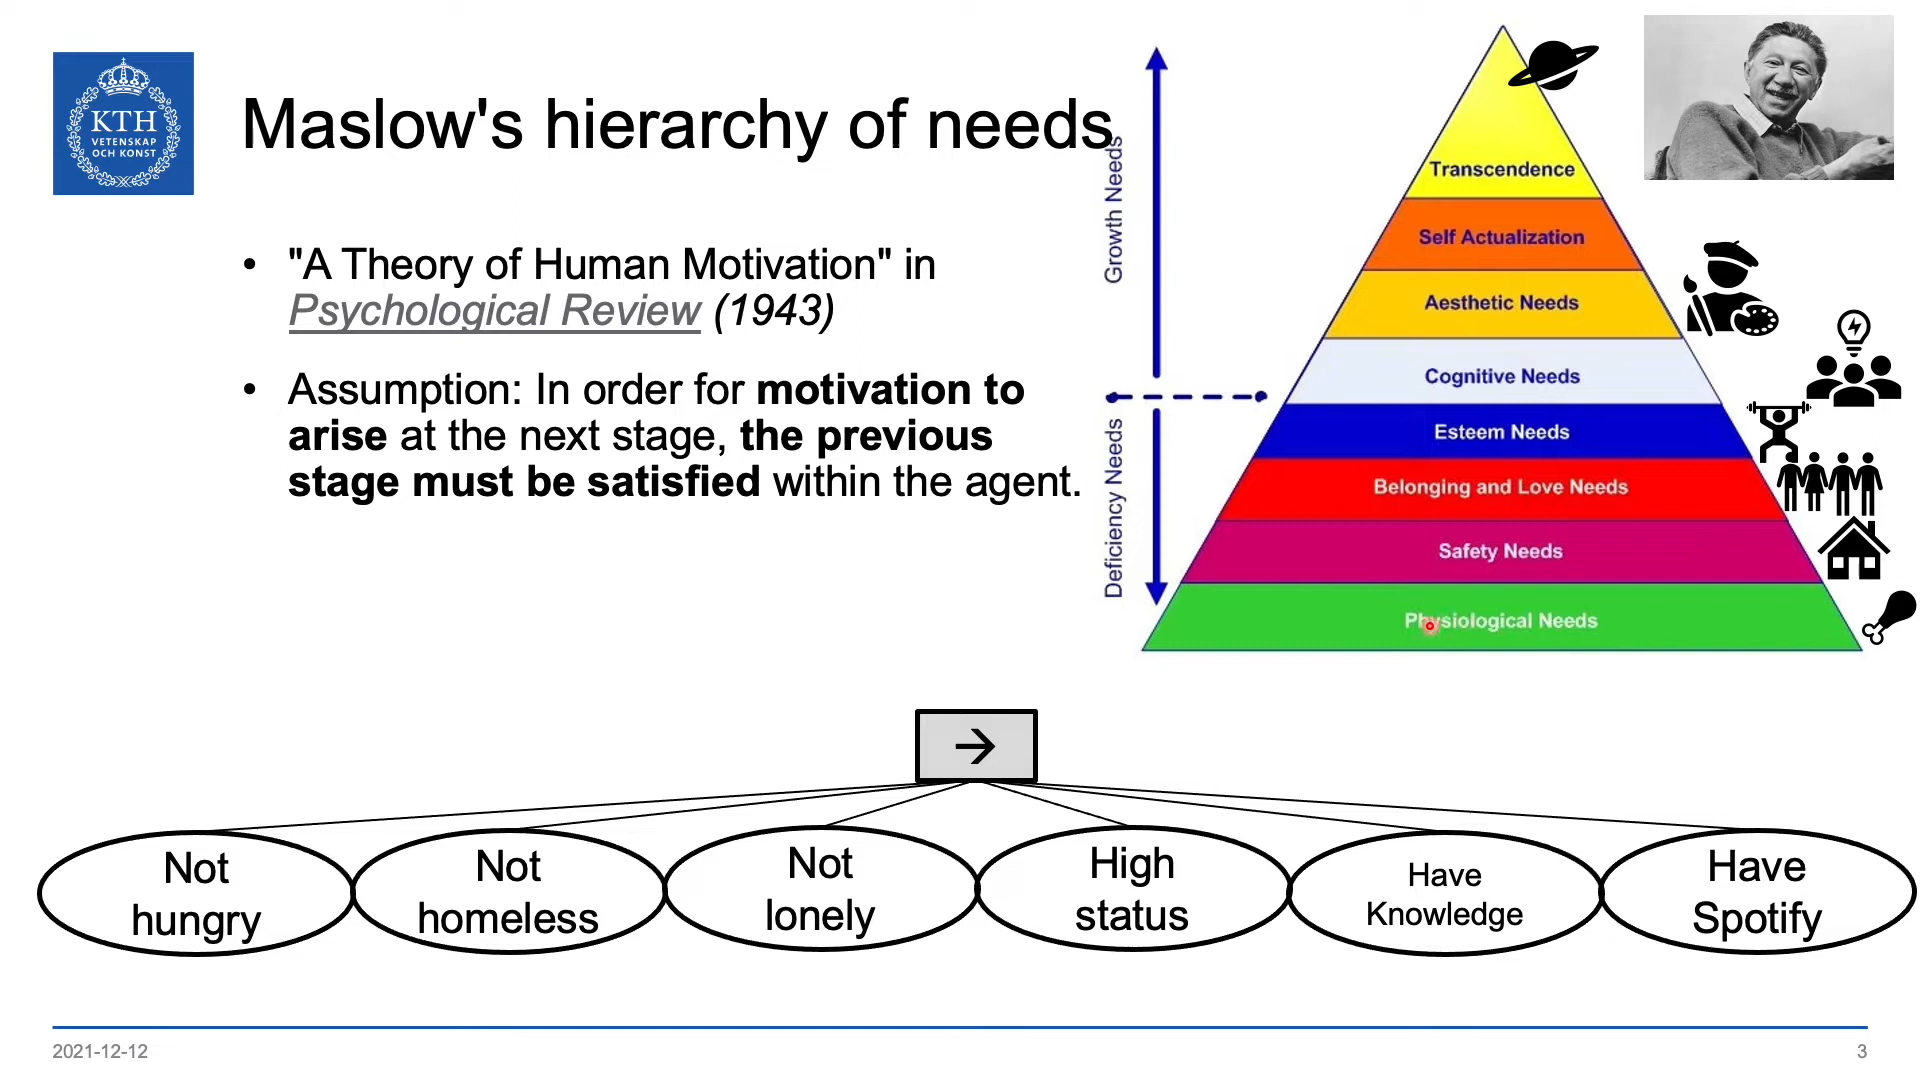 KTH
VETENSKAP
OCH KONST
Maslow's hierarchy of needs
• "A Theory of Human Motivation" in
Psychological Review (1943)
• Assumption: In order for motivation to
arise at the next stage, the previous
stage must be satisfied within the agent.
Growth Needs
Deficiency Needs
Transcendence
Self Actualization
Aesthetic Needs
Cognitive Needs
Esteem Needs
Belonging and Love Needs
Safety Needs
Physiological Needs
→
Not
hungry
Not
homeless
Not
lonely
High
status
Have
Knowledge
Have
Spotify
2021-12-12
3